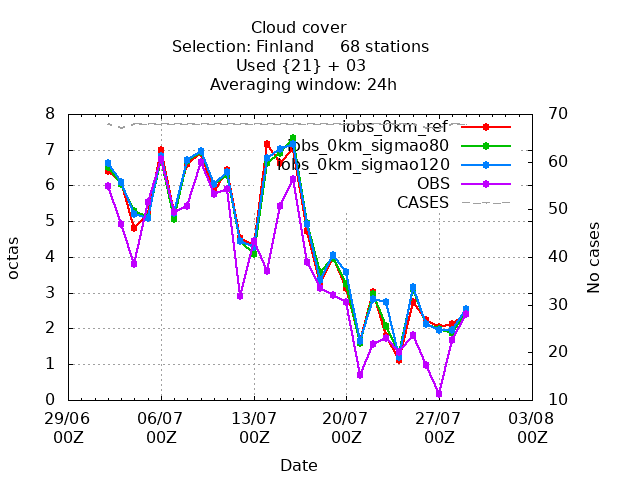 Cloud cover
Selection: Finland 68 stations
Used {21} + 03
Averaging window: 24h
iobs_0km_ref
iobs_0km_sigmao80
iobs_0km_sigmao120
OBS
CASES
octas
8
7
6
5
4
3
2
1
0
No cases
70
60
50
40
30
20
10
29/06 06/07 13/07 20/07 27/07 03/08
00Z 00Z 00Z 00Z 00Z 00Z
Date